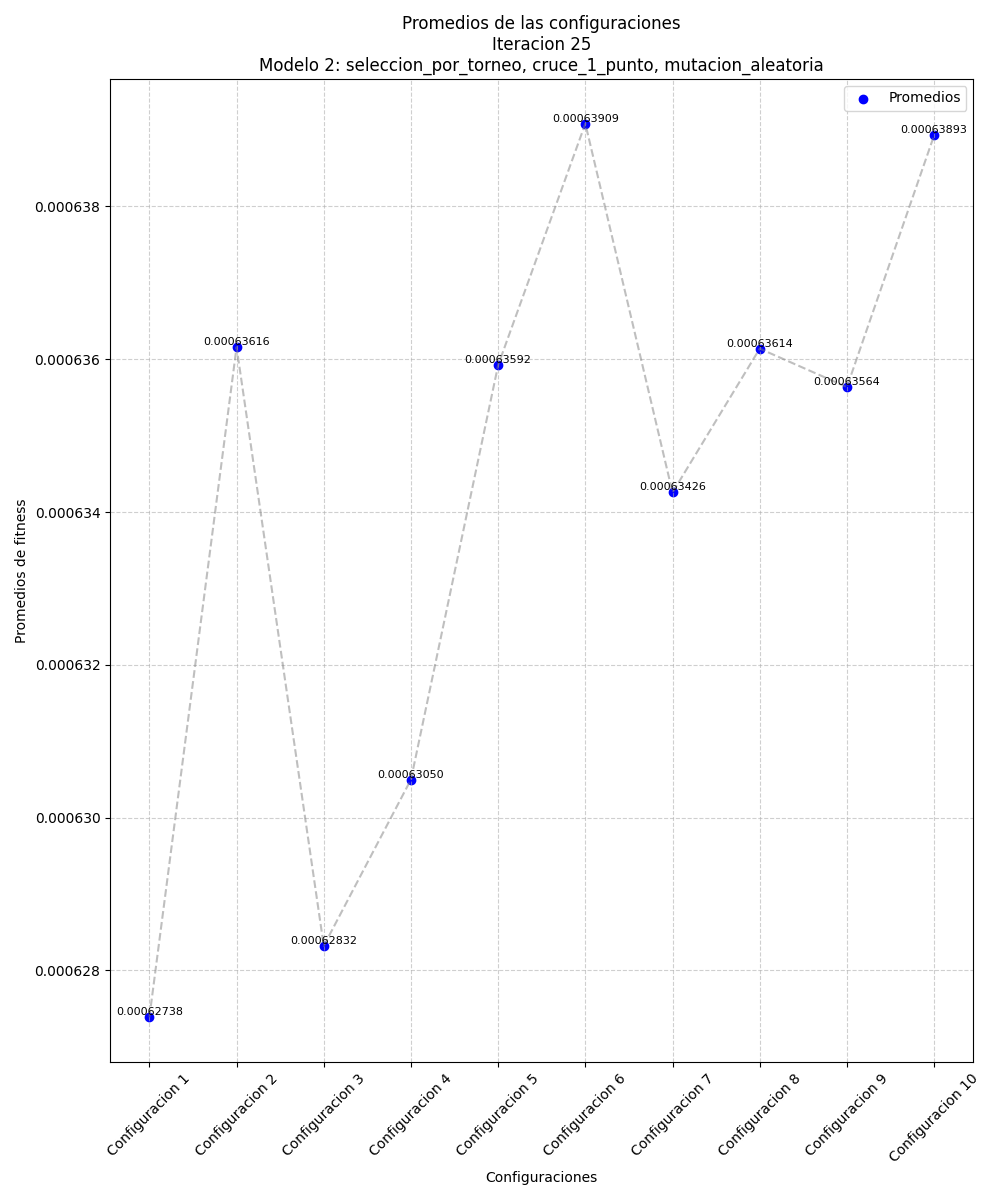 Promedios de las configuraciones
Iteracion 25
Modelo 2: seleccion_por_torneo, cruce_1_punto, mutacion_aleatoria
Promedios
0.00063909
0.00063893
0.000638
0.00063616
0.00063614
0.000636
0.00063592
0.00063564
0.00063426
0.000634
Promedios de fitness
0.000632
0.00063050
0.000630
0.00062832
0.000628
0.00062738
Configuracion 1
Configuracion 2
Configuracion 3
Configuracion 4
Configuracion 5
Configuracion 6
Configuracion 7
Configuracion 8
Configuracion 9
Configuracion 10
Configuraciones